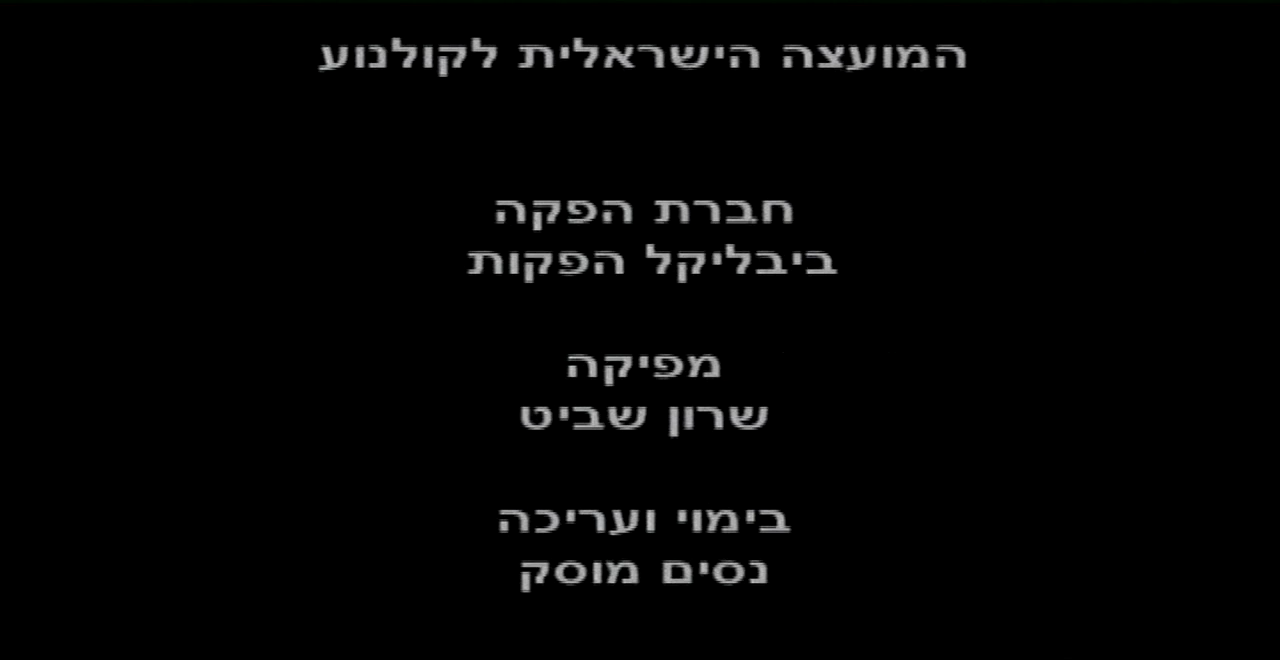 המועצה הישראלית לקולנוע
חברת הפקה
ביבליקל הפקות
מפיקה
שרון שביט
בימוי ועריכה
נסים מוסק